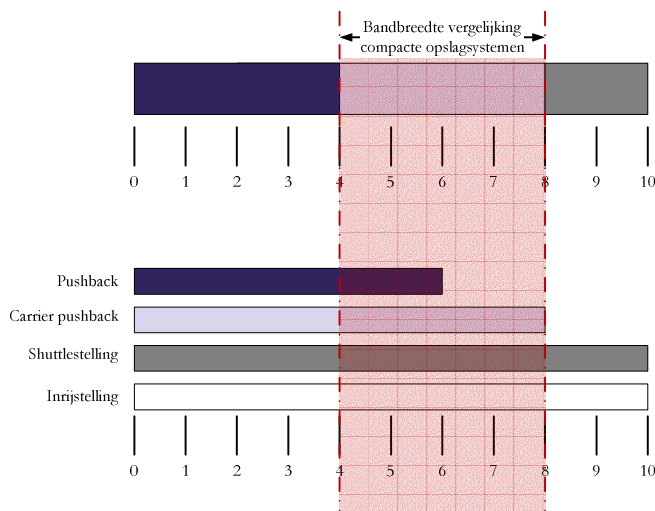 Bandbreedte vergelijking
compacte opslagsystemen
0 1 2 3 4 5 6 7 8 9 10
Pushback
Carrier pushback
Shuttlestelling
Inrijstelling
0 1 2 3 4 5 6 7 8 9 10